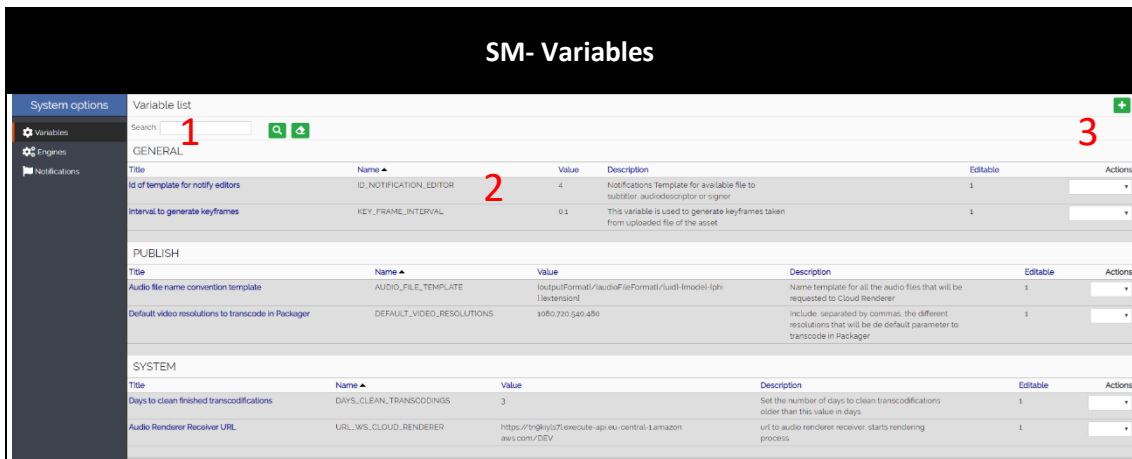 SM- Variables
System options
Variable list
Variables
Search:
1
3
Engines
GENERAL
Notifications
Title Name Value Description Editable Actions
Id of template for notify editors ID_NOTIFICATION_EDITOR 2 4 Notifications Template for available file to 1
subtitler, audiodescriptor or signer
Interval to generate keyframes KEY_FRAME_INTERVAL 0.1 This variable is used to generate keyframes taken 1
from uploaded file of the asset
PUBLISH
Title Name Value Description Editable Actions
Audio file name convention template AUDIO_FILE_TEMPLATE Name template for all the audio files that will be 1
requested to Cloud Renderer
Default video resolutions to transcode in Packager DEFAULT_VIDEO_RESOLUTIONS 1080,720,540,480 Include, separated by commas, the different 1
resolutions that will be de default parameter to
transcode in Packager
SYSTEM
Title Name Value Description Editable Actions
Days to clean finished transcodifications DAYS_CLEAN_TRANSCODINGS 3 Set the number of days to clean transcodifications 1
older than this value in days.
Audio Renderer Receiver URL URL_WS_CLOUD_RENDERER url to audio renderer receiver, starts rendering 1
aws.com/DEV process.